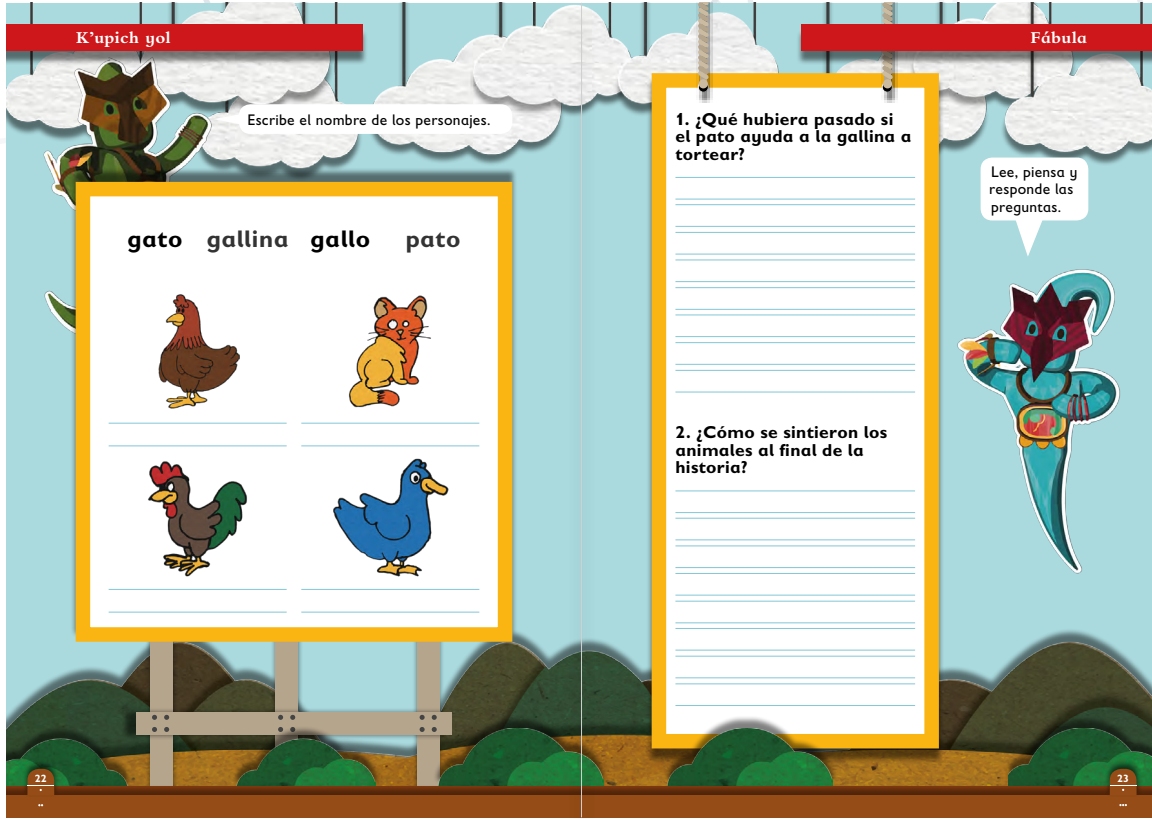 K'upich yol
Escribe el nombre de los personajes.
gato gallina gallo pato
22
Fábula
1. ¿Qué hubiera pasado si
el pato ayuda a la gallina a
tortear?
Lee, piensa y
responde las
preguntas.
2. ¿Cómo se sintieron los
animales al final de la
historia?
23